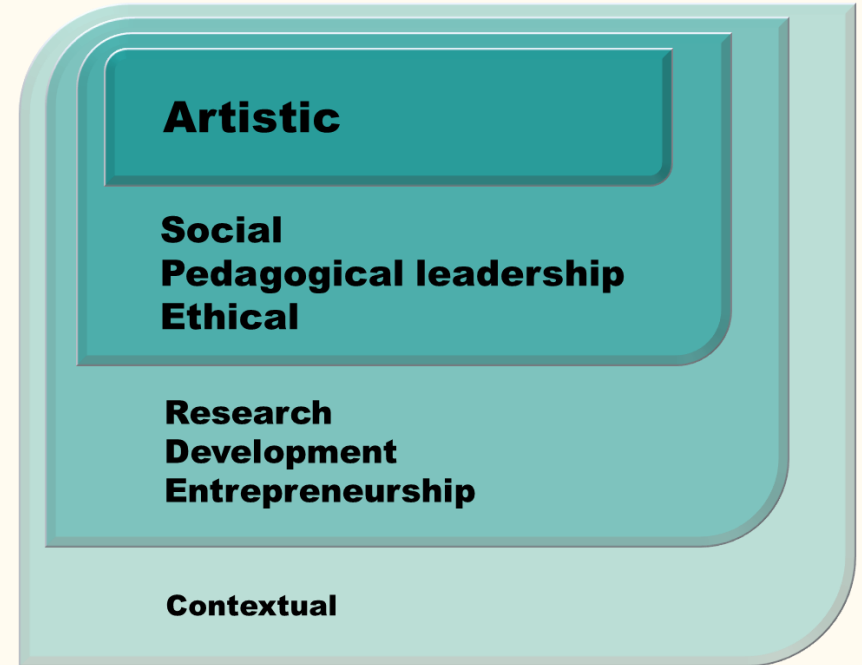 Artistic
Social
Pedagogical leadership
Ethical
Research
Development
Entrepreneurship
Contextual